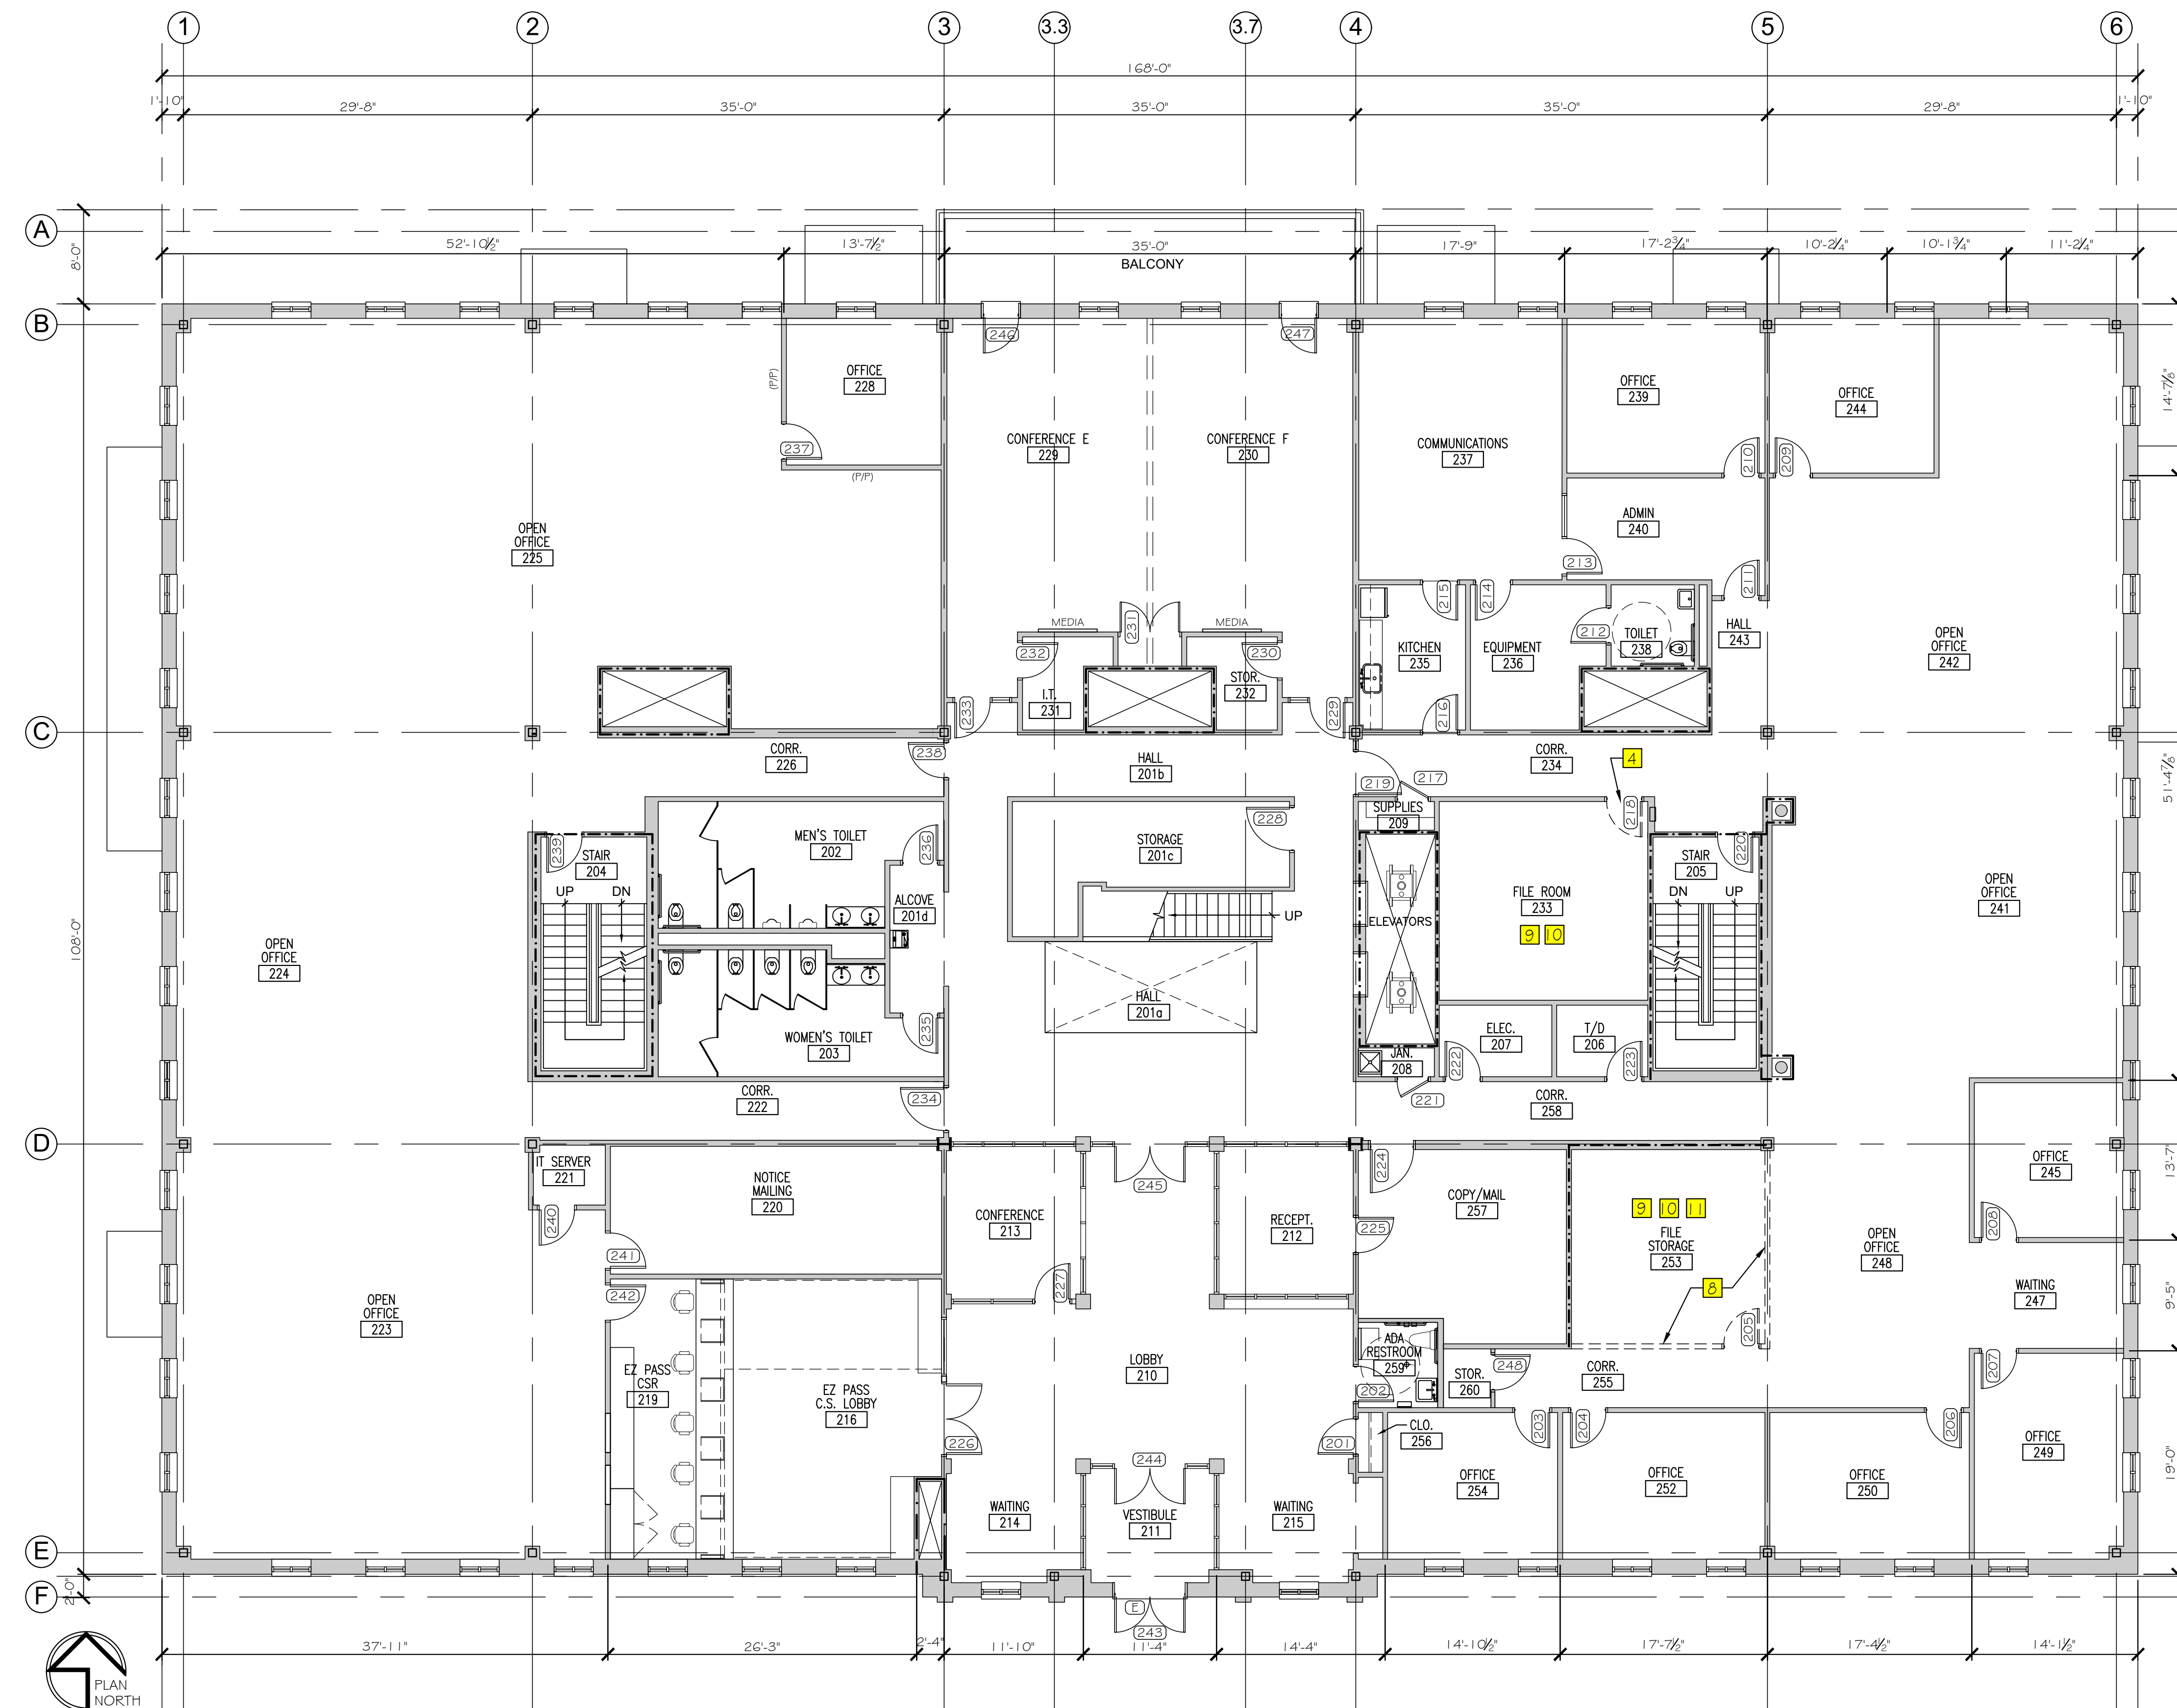 1 2 3 3.3 3.7 4 5 6
168'-0"
1'-10" 29'-8" 35'-0" 35'-0" 35'-0" 29'-8" 1'-10"
A
8'-0"
52'-10½" 13'-7½" 35'-0" 17'-9" 17'-2¾" 10'-2¼" 10'-1¾" 11'-2¼"
BALCONY
B
246 247
OFFICE
228
(P/P)
237
(P/P)
CONFERENCE E
229
CONFERENCE F
230
COMMUNICATIONS
237
OFFICE
239
210
209
OFFICE
244
14'-7⅞"
OPEN
OFFICE
225
ADMIN
240
213
211
215
214
MEDIA
231
MEDIA
232
230
I.T.
231
STOR.
232
KITCHEN
235
EQUIPMENT
236
212
TOILET
238
HALL
243
OPEN
OFFICE
242
233
229
216
C
CORR.
226
238
HALL
201b
219
217
CORR.
234
4
51'-4⅞"
SUPPLIES
209
218
239
STAIR
204
UP DN
MEN'S TOILET
202
236
STORAGE
201c
228
UP
ELEVATORS
FILE ROOM
233
9 10
STAIR
205
220
DN UP
OPEN
OFFICE
241
ALCOVE
201d
108'-0"
OPEN
OFFICE
224
HALL
201a
WOMEN'S TOILET
203
235
ELEC.
207
T/D
206
JAN.
208
222
223
221
CORR.
222
234
CORR.
258
D
IT SERVER
221
240
NOTICE
MAILING
220
241
242
CONFERENCE
213
227
245
RECEPT.
212
224
225
COPY/MAIL
257
9 10 11
FILE
STORAGE
253
8
205
OPEN
OFFICE
248
OFFICE
245
208
13'-7"
WAITING
247
9'-5"
207
OPEN
OFFICE
223
EZ PASS
CSR
219
EZ PASS
C.S. LOBBY
216
LOBBY
210
ADA
RESTROOM
259
202
STOR.
260
248
CORR.
255
226
201
CLO.
256
203
204
206
OFFICE
249
244
WAITING
214
VESTIBULE
211
WAITING
215
OFFICE
254
OFFICE
252
OFFICE
250
19'-0"
E
F
2'-0"
E
243
37'-11" 26'-3" 2'-4" 11'-10" 11'-4" 14'-4" 14'-10½" 17'-7½" 17'-4½" 14'-1½"
PLAN
NORTH